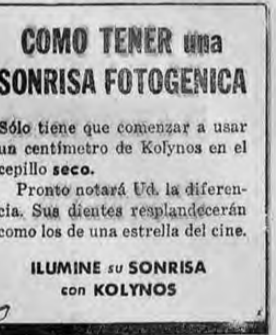 COMO TENER una
SONRISA FOTOGENICA
Sólo tiene que comenzar a usar
un centímetro de Kolynos en el
cepillo seco.
Pronto notará Ud. la diferen-
cia. Sus dientes resplandecerán
como los de una estrella del cine.
ILUMINE su SONRISA
con KOLYNOS